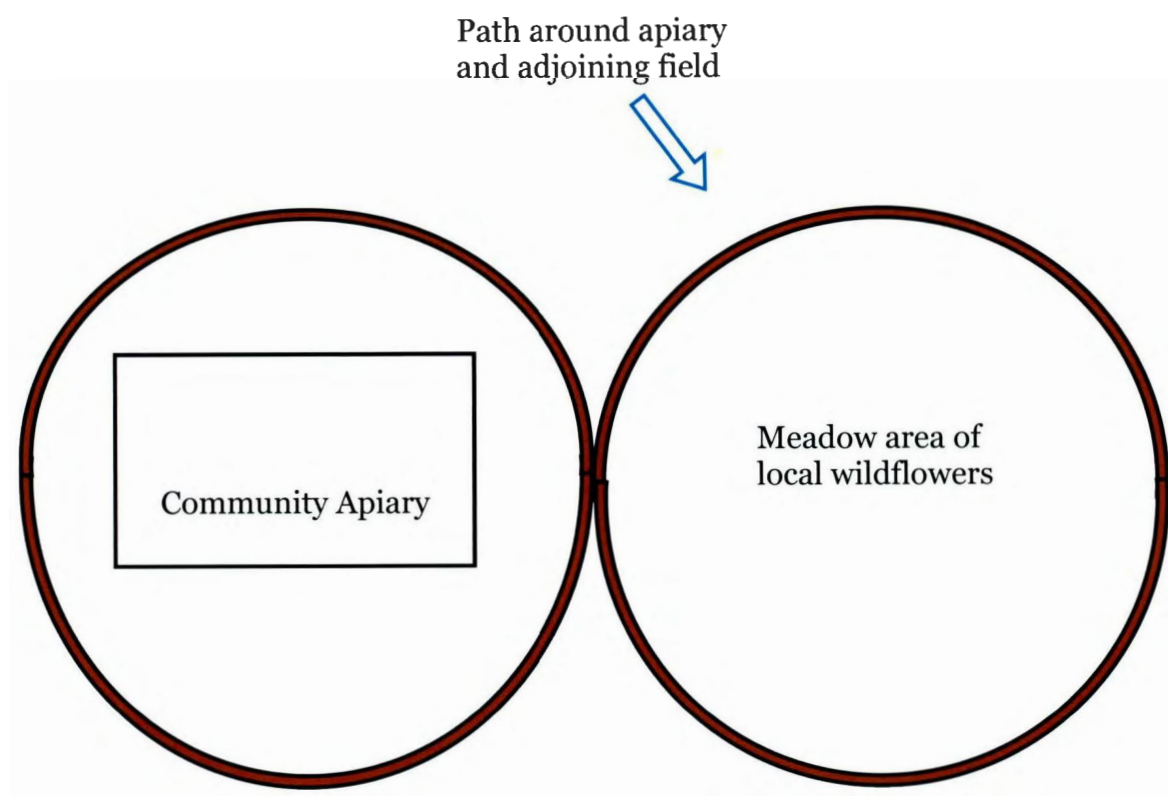 Path around apiary
and adjoining field
Community Apiary
Meadow area of
local wildflowers